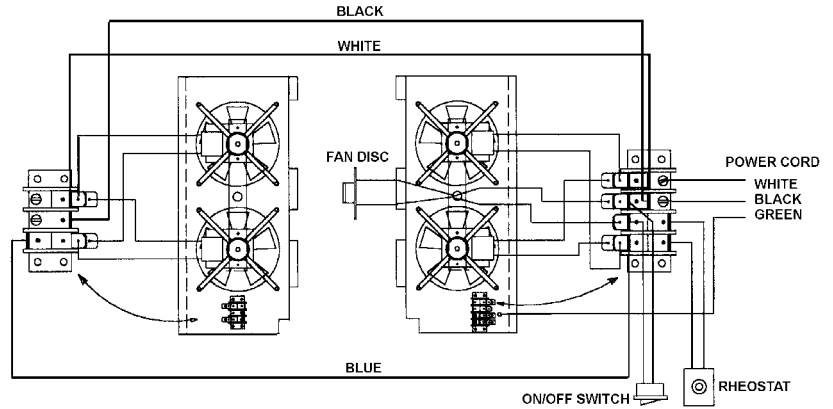 BLACK
WHITE
FAN DISC
POWER CORD
WHITE
BLACK
GREEN
BLUE
ON/OFF SWITCH
RHEOSTAT